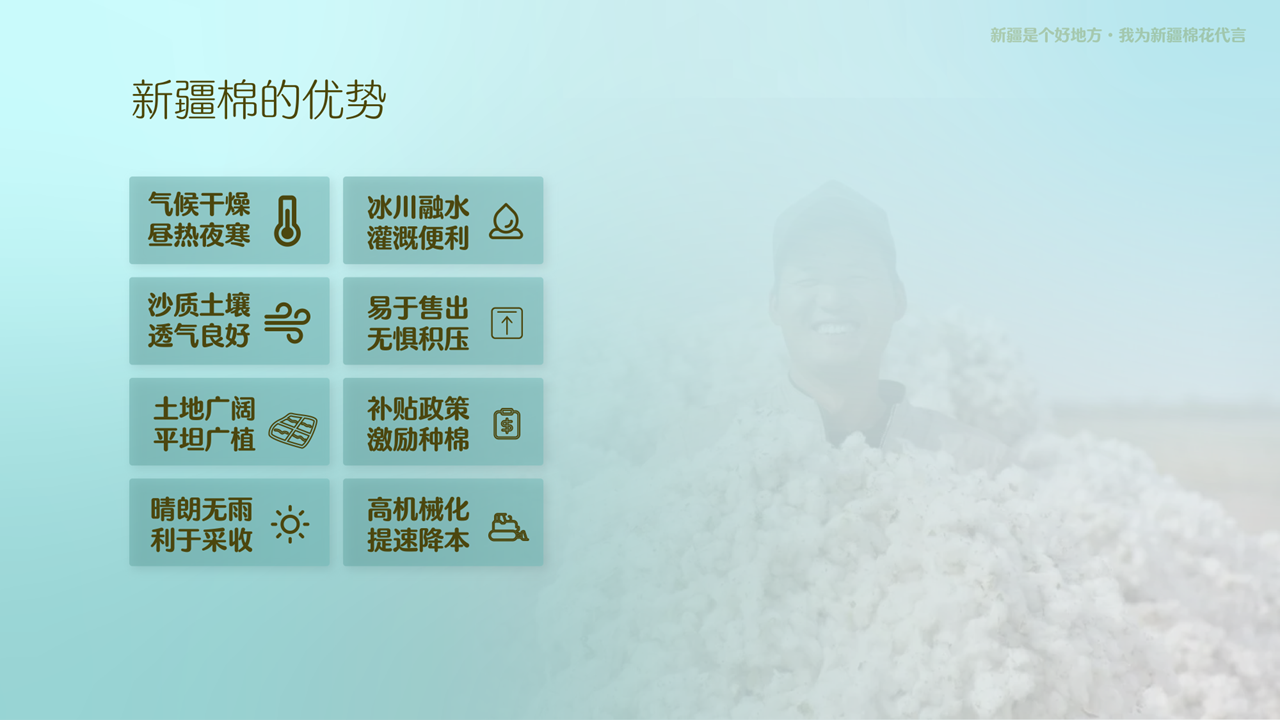 新疆是个好地方·我为新疆棉花代言
新疆棉的优势
气候干燥
昼热夜寒
冰川融水
灌溉便利
沙质土壤
透气良好
易于售出
无惧积压
土地广阔
平坦广植
补贴政策
激励种棉
晴朗无雨
利于采收
高机械化
提速降本